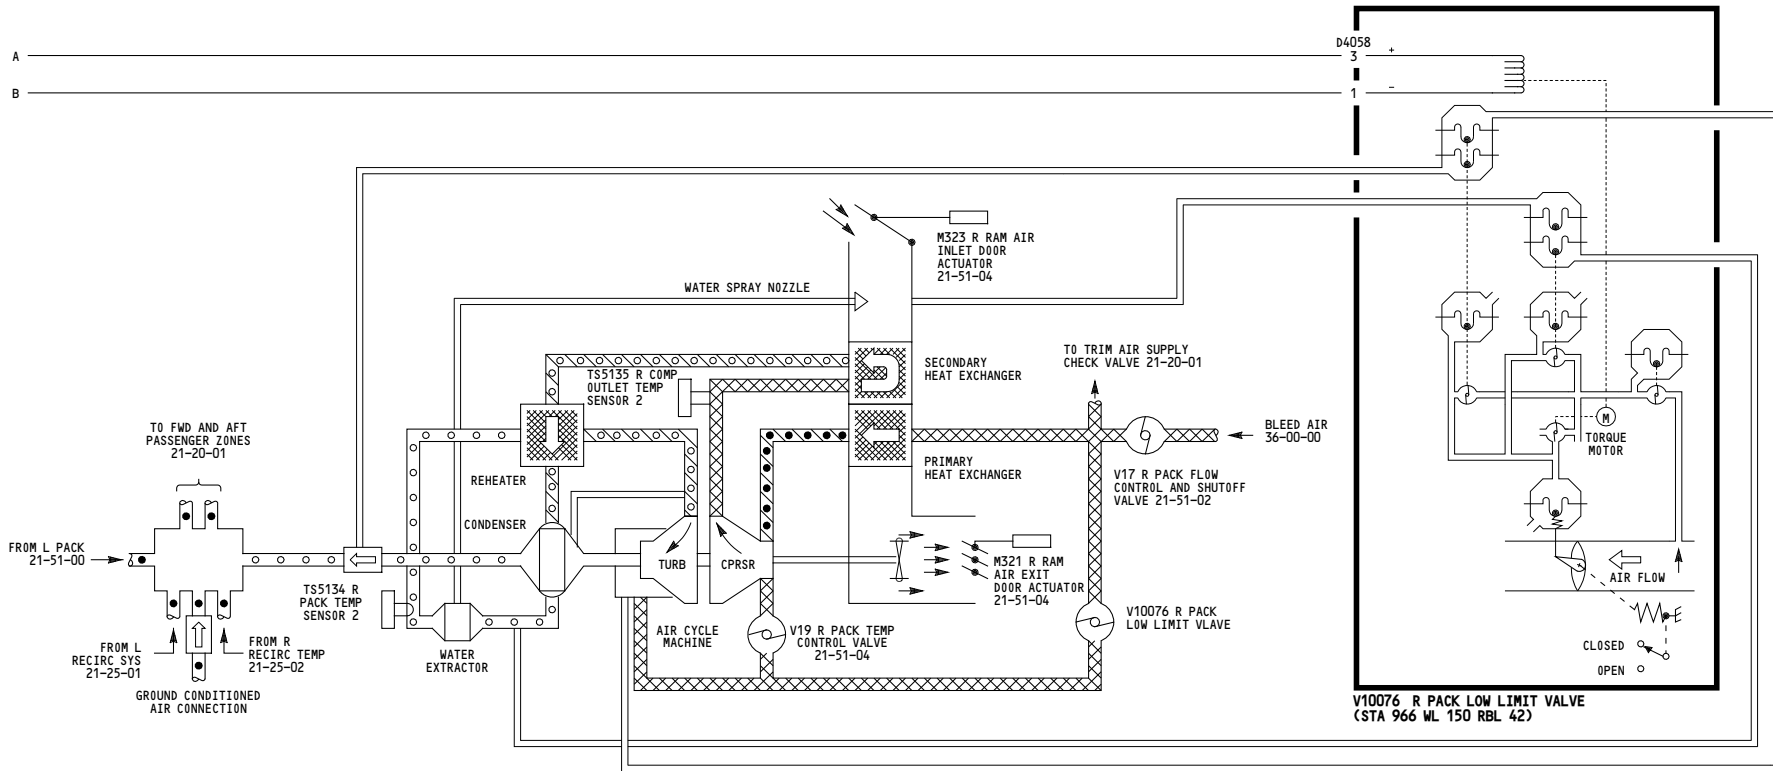 D4058
A
3
+
B
1
-
M323 R RAM AIR
INLET DOOR
ACTUATOR
21-51-04
WATER SPRAY NOZZLE
TO TRIM AIR SUPPLY
CHECK VALVE 21-20-01
SECONDARY
HEAT EXCHANGER
TS5135 R COMP
OUTLET TEMP
SENSOR 2
TO FWD AND AFT
PASSENGER ZONES
21-20-01
BLEED AIR
36-00-00
M
TORQUE
MOTOR
REHEATER
PRIMARY
HEAT EXCHANGER
V17 R PACK FLOW
CONTROL AND SHUTOFF
VALVE 21-51-02
CONDENSER
FROM L PACK
21-51-00
TURB
CPRSR
M321 R RAM
AIR EXIT
DOOR ACTUATOR
21-51-04
AIR FLOW
TS5134 R
PACK TEMP
SENSOR 2
V10076 R PACK
LOW LIMIT VLAVE
FROM L
RECIRC SYS
21-25-01
FROM R
RECIRC TEMP
21-25-02
WATER
EXTRACTOR
AIR CYCLE
MACHINE
V19 R PACK TEMP
CONTROL VALVE
21-51-04
CLOSED
OPEN
GROUND CONDITIONED
AIR CONNECTION
V10076 R PACK LOW LIMIT VALVE
(STA 966 WL 150 RBL 42)